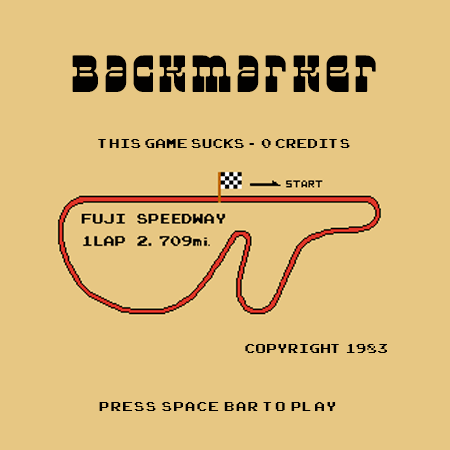 Backmarker
THIS GAME SUCKS - 0 CREDITS
START
FUJI SPEEDWAY
1LAP 2.709mi.
COPYRIGHT 1983
PRESS SPACE BAR TO PLAY